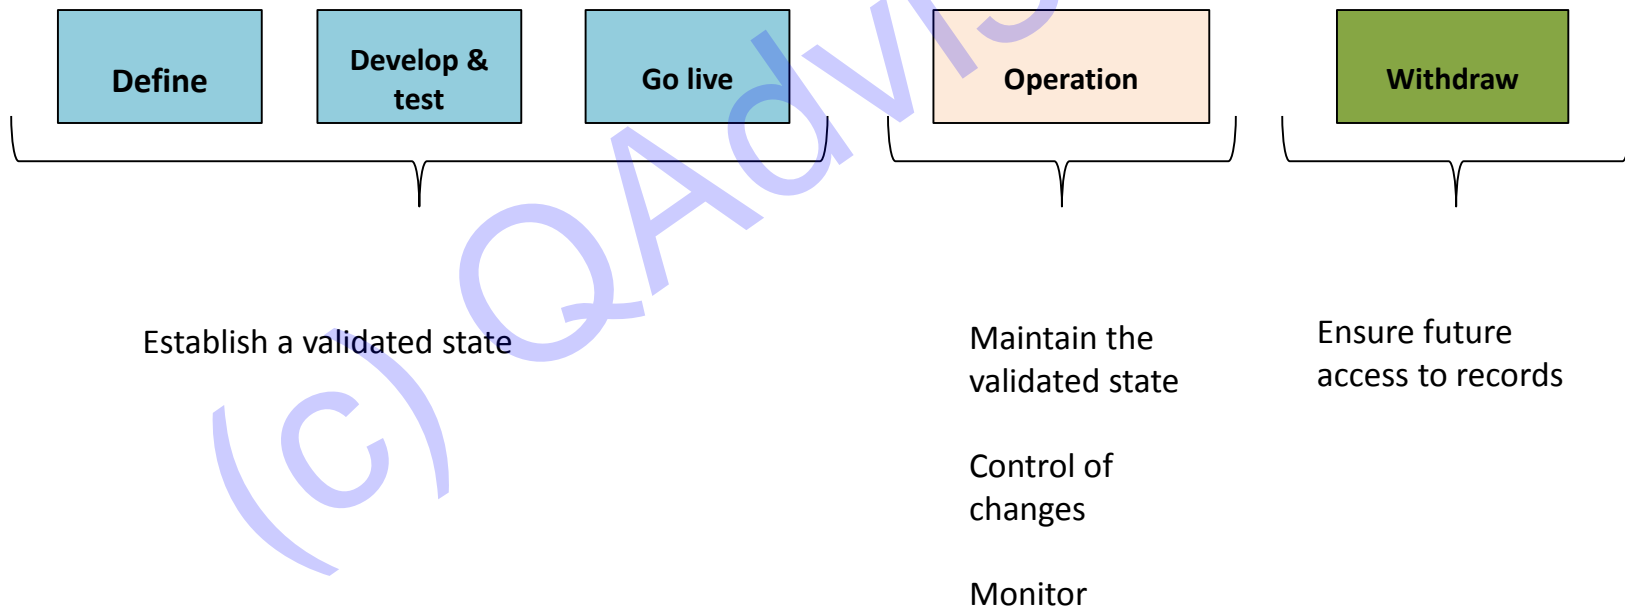 Define
Develop &
test
Go live
Operation
Withdraw
Establish a validated state
Maintain the
validated state
Control of
changes
Monitor
Ensure future
access to records
(c) QAdvis